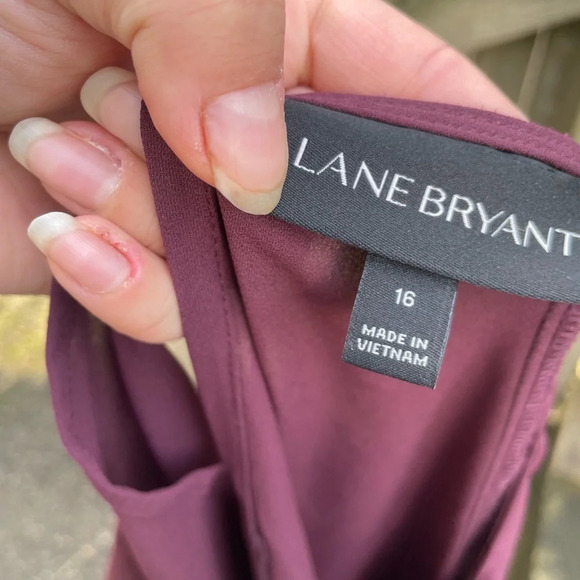 LANE BRYANT
16
MADE IN
VIETNAM